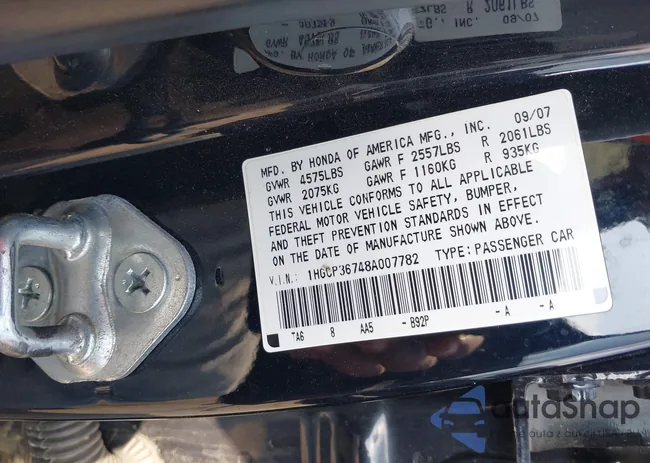 09/07
MFD. BY HONDA OF AMERICA MFG., INC.
GVWR 4575LBS GAWR F 2557LBS R 2061LBS
GVWR 2075KG GAWR F 1160KG R 935KG
THIS VEHICLE CONFORMS TO ALL APPLICABLE
FEDERAL MOTOR VEHICLE SAFETY, BUMPER,
AND THEFT PREVENTION STANDARDS IN EFFECT
ON THE DATE OF MANUFACTURE SHOWN ABOVE.
V.I.N.: 1HGCP36748A007782 TYPE:PASSENGER CAR
TA6 8 AA5 -B92P -A -A
autaShap